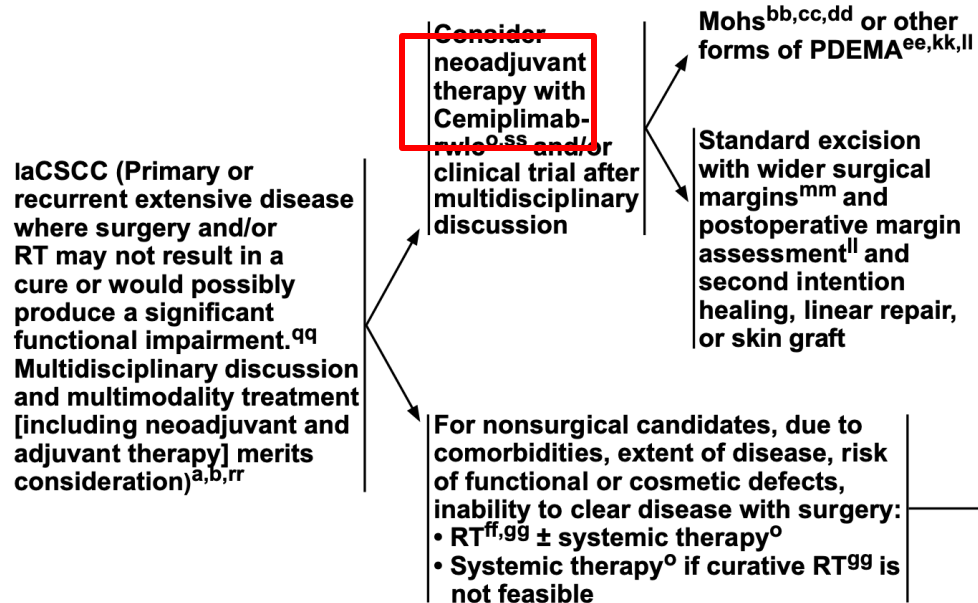 laCSCC (Primary or
recurrent extensive disease
where surgery and/or
RT may not result in a
cure or would possibly
produce a significant
functional impairment.qq
Multidisciplinary discussion
and multimodality treatment
[including neoadjuvant and
adjuvant therapy] merits
consideration)a,b,rr
Consider
neoadjuvant
therapy with
Cemiplimab-
rwlco,ss and/or
clinical trial after
multidisciplinary
discussion
Mohsbb,cc,dd or other
forms of PDEMAee,kk,ll
Standard excision
with wider surgical
marginsmm and
postoperative margin
assessmentll and
second intention
healing, linear repair,
or skin graft
For nonsurgical candidates, due to
comorbidities, extent of disease, risk
of functional or cosmetic defects,
inability to clear disease with surgery:
• RTff,gg ± systemic therapyo
• Systemic therapyo if curative RTgg is
not feasible